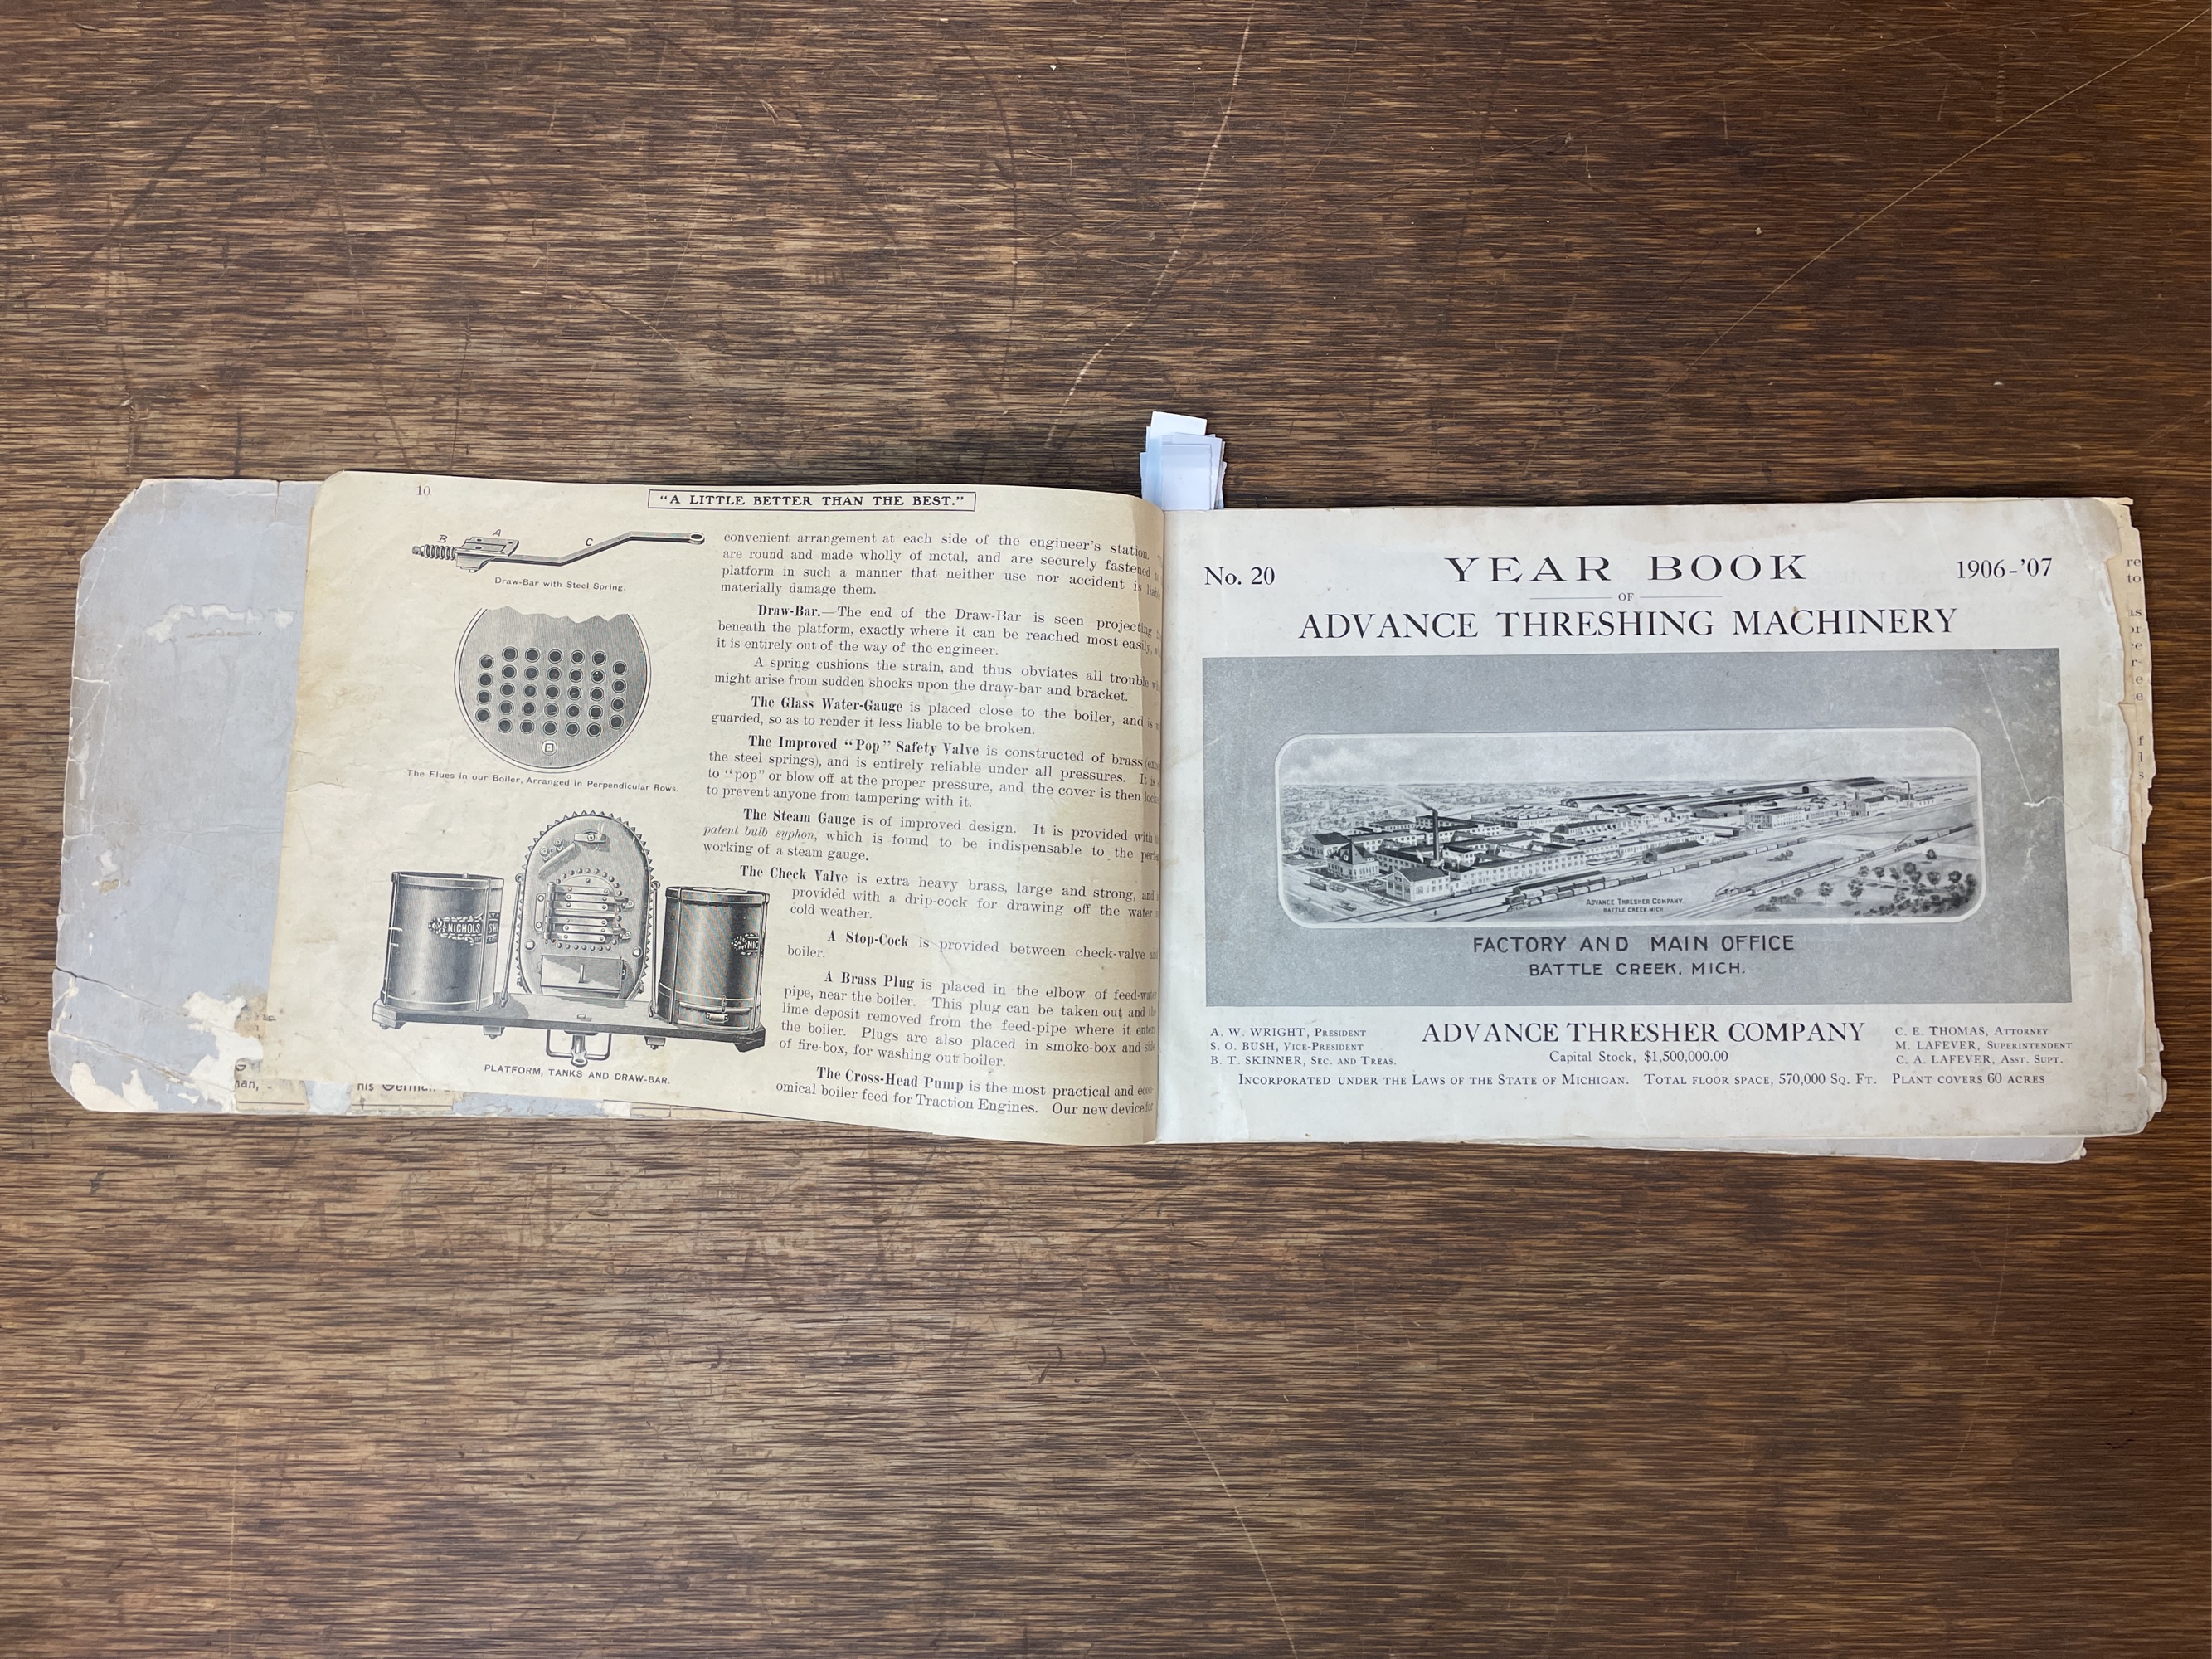 10
"A LITTLE BETTER THAN THE BEST."
B
A
C
Draw-Bar with Steel Spring.
The Flues in our Boiler, Arranged in Perpendicular Rows.
NICHOLS
NIC
PLATFORM, TANKS AND DRAW-BAR.
convenient arrangement at each side of the engineer's station.
are round and made wholly of metal, and are securely fastened
platform in such a manner that neither use nor accident is
materially damage them.
Draw-Bar.—The end of the Draw-Bar is seen projecting
beneath the platform, exactly where it can be reached most easily,
it is entirely out of the way of the engineer.
A spring cushions the strain, and thus obviates all trouble
might arise from sudden shocks upon the draw-bar and bracket.
The Glass Water-Gauge is placed close to the boiler, and is
guarded, so as to render it less liable to be broken.
The Improved "Pop" Safety Valve is constructed of brass
the steel springs), and is entirely reliable under all pressures. It is
to "pop" or blow off at the proper pressure, and the cover is then
to prevent anyone from tampering with it.
The Steam Gauge is of improved design. It is provided with
patent bulb syphon, which is found to be indispensable to the
working of a steam gauge.
The Check Valve is extra heavy brass, large and strong, and
provided with a drip-cock for drawing off the water
cold weather.
A Stop-Cock is provided between check-valve
boiler.
A Brass Plug is placed in the elbow of feed-water
pipe, near the boiler. This plug can be taken out and the
lime deposit removed from the feed-pipe where it enters
the boiler. Plugs are also placed in smoke-box and side
of fire-box, for washing out boiler.
The Cross-Head Pump is the most practical and econ-
omical boiler feed for Traction Engines. Our new device for
his German
No. 20
YEAR BOOK
1906-'07
OF
ADVANCE THRESHING MACHINERY
ADVANCE THRESHER COMPANY
BATTLE CREEK MICH
FACTORY AND MAIN OFFICE
BATTLE CREEK, MICH.
A. W. WRIGHT, PRESIDENT
S. O. BUSH, VICE-PRESIDENT
B. T. SKINNER, SEC. AND TREAS.
ADVANCE THRESHER COMPANY
Capital Stock, $1,500,000.00
C. E. THOMAS, ATTORNEY
M. LAFEVER, SUPERINTENDENT
C. A. LAFEVER, ASST. SUPT.
INCORPORATED UNDER THE LAWS OF THE STATE OF MICHIGAN. TOTAL FLOOR SPACE, 570,000 SQ. FT. PLANT COVERS 60 ACRES